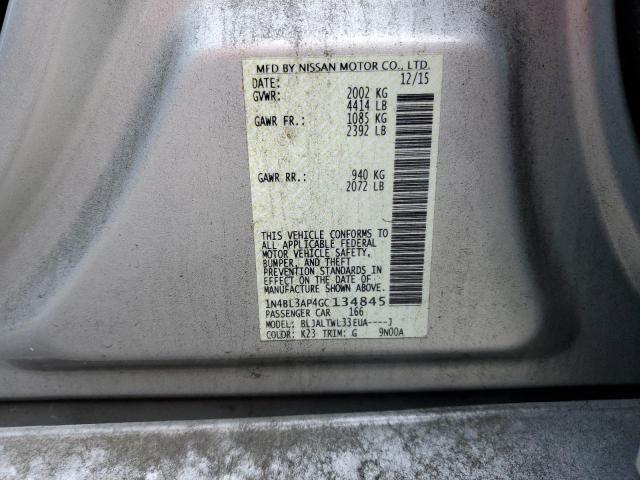 MFD BY NISSAN MOTOR CO., LTD.
DATE: 12/15
GVWR: 2002 KG
4414 LB
GAWR FR.: 1085 KG
2392 LB
GAWR RR.: 940 KG
2072 LB
THIS VEHICLE CONFORMS TO
ALL APPLICABLE FEDERAL
MOTOR VEHICLE SAFETY,
BUMPER, AND THEFT
PREVENTION STANDARDS IN
EFFECT ON THE DATE OF
MANUFACTURE SHOWN ABOVE.
1N4BL3AP4GC134845
PASSENGER CAR 166
MODEL: BLJALTWL33EUA----J
COLOR: K23 TRIM: G 9N00A